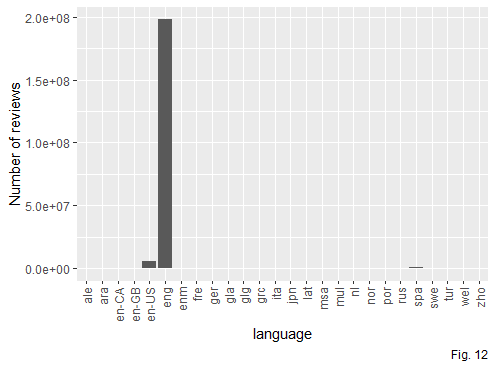 2.0e+08
1.5e+08
1.0e+08
5.0e+07
0.0e+00
Number of reviews
ale
ara
en-CA
en-GB
en-US
eng
enm
fre
ger
gla
glg
grc
ita
jpn
lat
msa
mul
nl
nor
por
rus
spa
swe
tur
wel
zho
language
Fig. 12